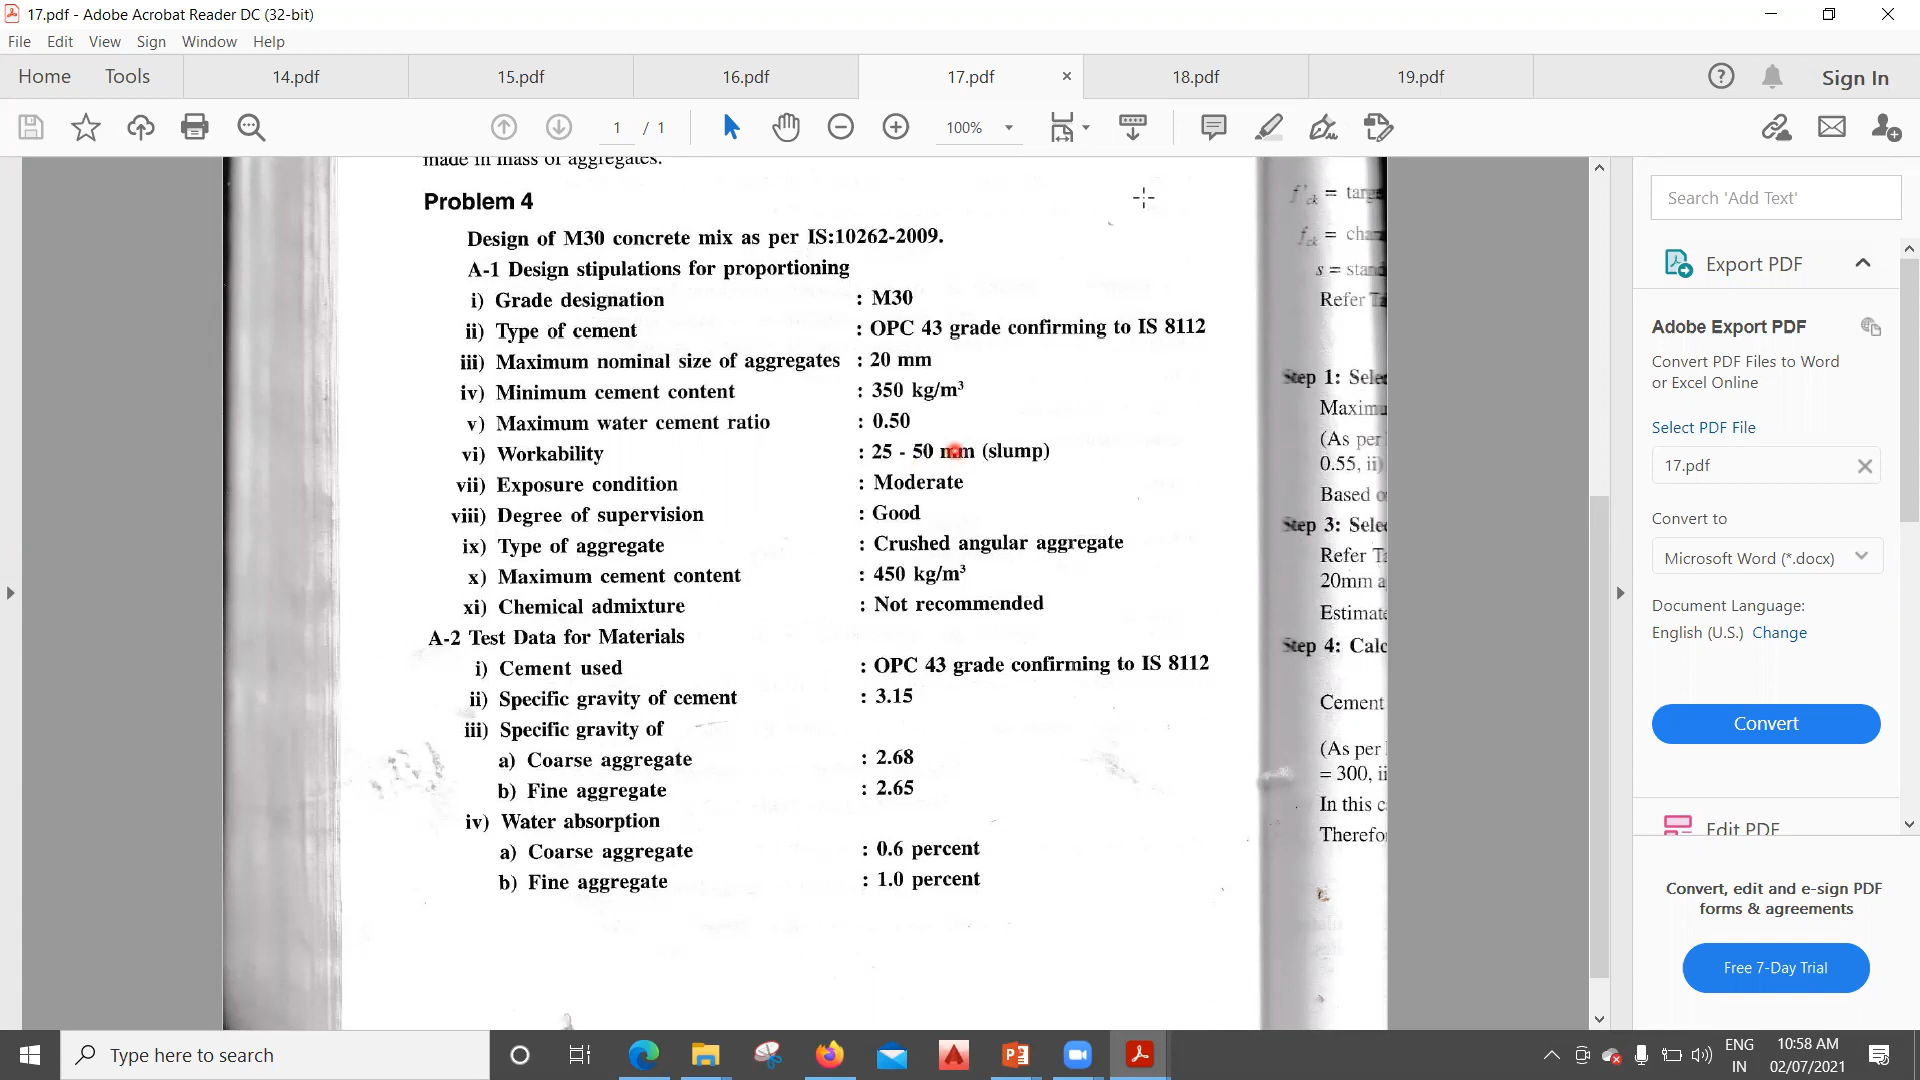 17.pdf - Adobe Acrobat Reader DC (32-bit)
File Edit View Sign Window Help
Home Tools 14.pdf 15.pdf 16.pdf 17.pdf 18.pdf 19.pdf Sign In
1 / 1 100%
made in mass of aggregates.
Problem 4
Design of M30 concrete mix as per IS:10262-2009.
A-1 Design stipulations for proportioning
i) Grade designation : M30
ii) Type of cement : OPC 43 grade confirming to IS 8112
iii) Maximum nominal size of aggregates : 20 mm
iv) Minimum cement content : 350 kg/m³
v) Maximum water cement ratio : 0.50
vi) Workability : 25 - 50 mm (slump)
vii) Exposure condition : Moderate
viii) Degree of supervision : Good
ix) Type of aggregate : Crushed angular aggregate
x) Maximum cement content : 450 kg/m³
xi) Chemical admixture : Not recommended
A-2 Test Data for Materials
i) Cement used : OPC 43 grade confirming to IS 8112
ii) Specific gravity of cement : 3.15
iii) Specific gravity of
a) Coarse aggregate : 2.68
b) Fine aggregate : 2.65
iv) Water absorption
a) Coarse aggregate : 0.6 percent
b) Fine aggregate : 1.0 percent
f'ck =
fck =
s =
Refer
Step 1:
(As per
0.55, ii)
Based
Step 3:
Refer
20mm
Step 4:
Cement
(As per
= 300,
In this
Search 'Add Text'
Export PDF
Adobe Export PDF
Convert PDF Files to Word
or Excel Online
Select PDF File
17.pdf
Convert to
Microsoft Word (*.docx)
Document Language:
English (U.S.) Change
Convert
Edit PDF
Convert, edit and e-sign PDF
forms & agreements
Free 7-Day Trial
Type here to search
ENG
IN
10:58 AM
02/07/2021